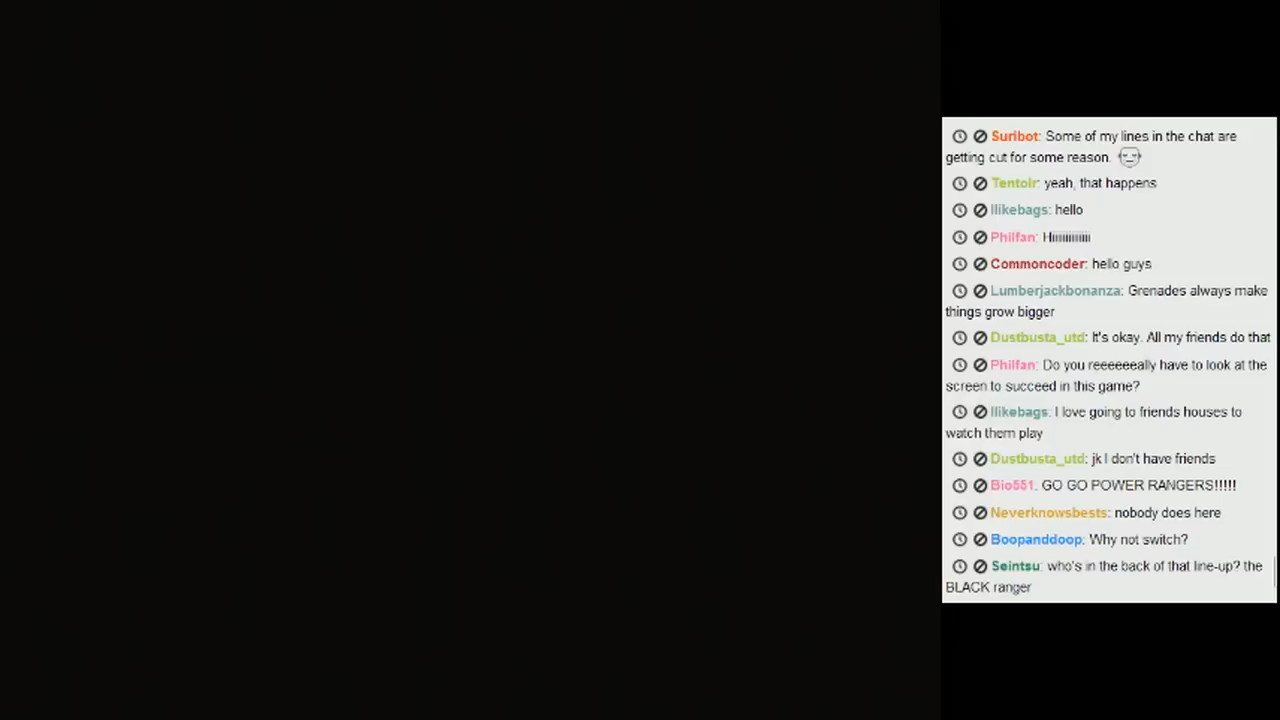 Suribot: Some of my lines in the chat are
getting cut for some reason.
Tentoir: yeah, that happens
Ilikebags: hello
Philfan: Hiiiiiiiiiiiii
Commoncoder: hello guys
Lumberjackbonanza: Grenades always make
things grow bigger
Dustbusta_utd: It's okay. All my friends do that
Philfan: Do you reeeeeeally have to look at the
screen to succeed in this game?
Ilikebags: I love going to friends houses to
watch them play
Dustbusta_utd: jk I don't have friends
Bio551: GO GO POWER RANGERS!!!!!
Neverknowsbests: nobody does here
Boopanddoop: Why not switch?
Seintsu: who's in the back of that line-up? the
BLACK ranger